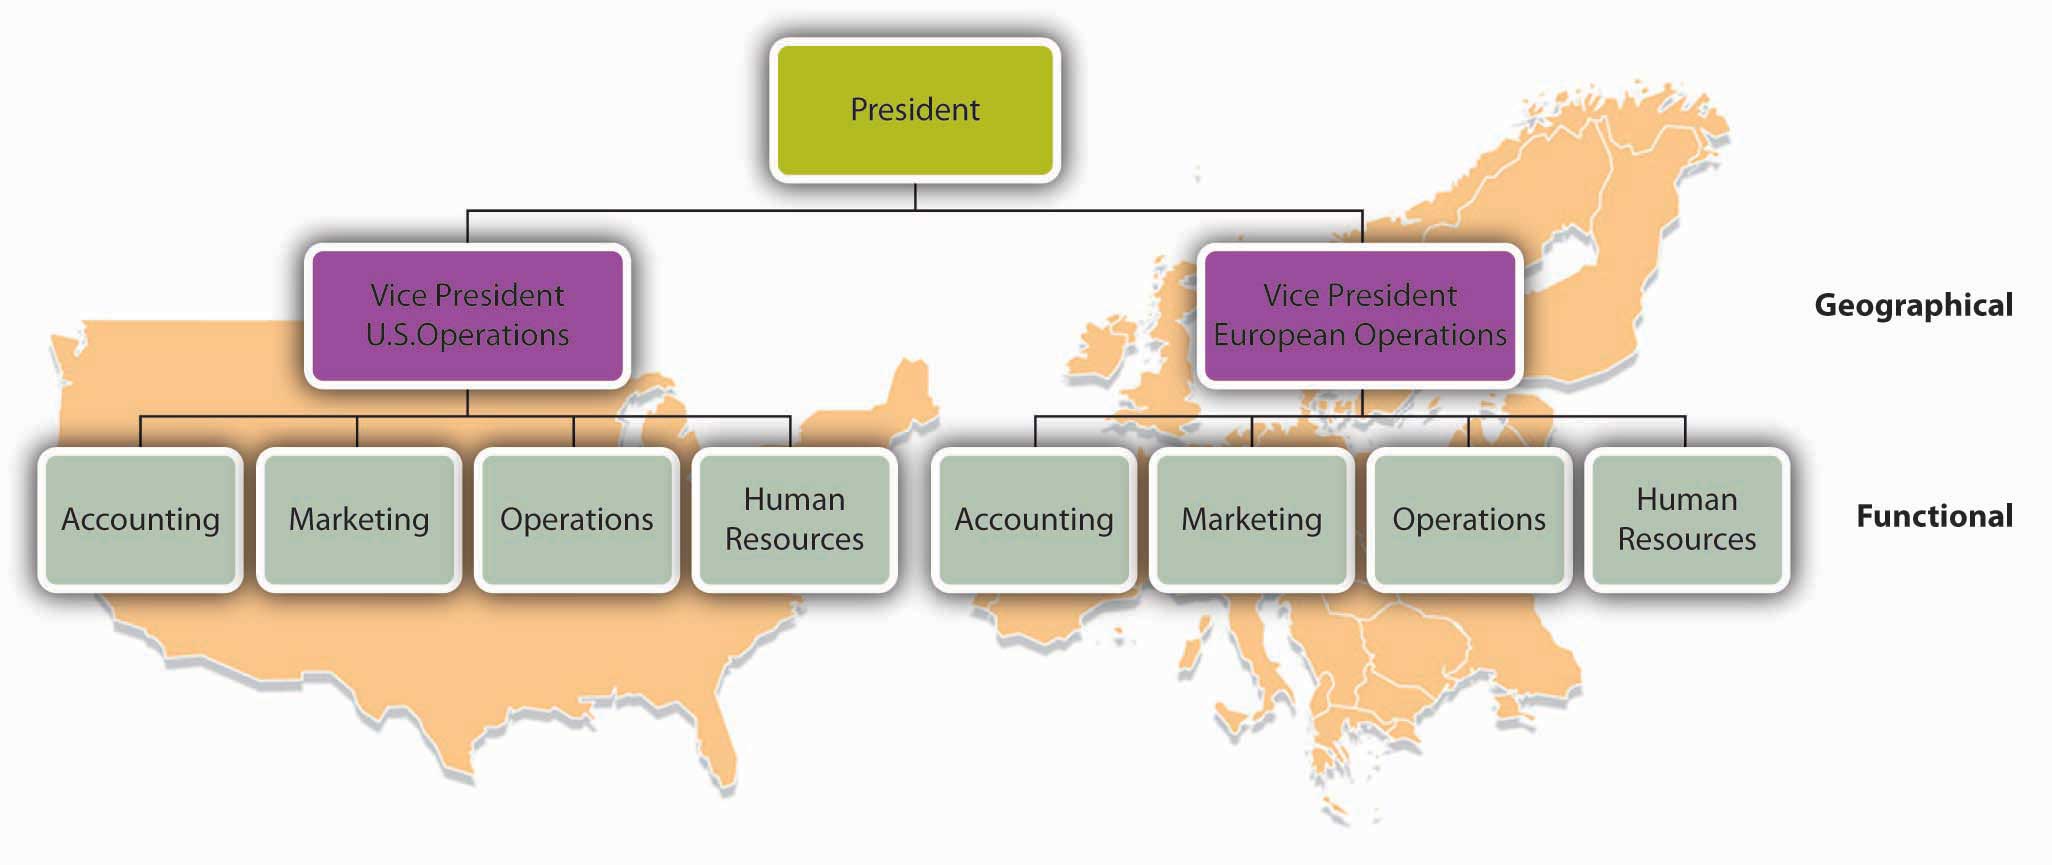 President
Vice President
U.S.Operations
Vice President
European Operations
Geographical
Accounting
Marketing
Operations
Human
Resources
Accounting
Marketing
Operations
Human
Resources
Functional